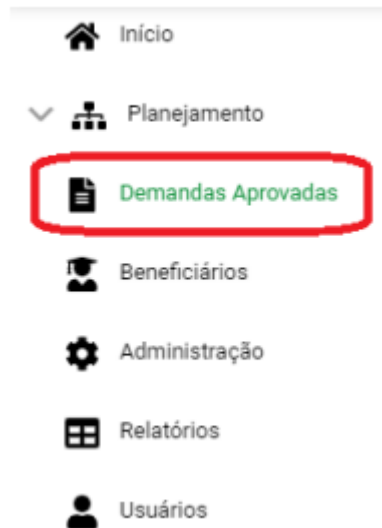 Início
Planejamento
Demandas Aprovadas
Beneficiários
Administração
Relatórios
Usuários